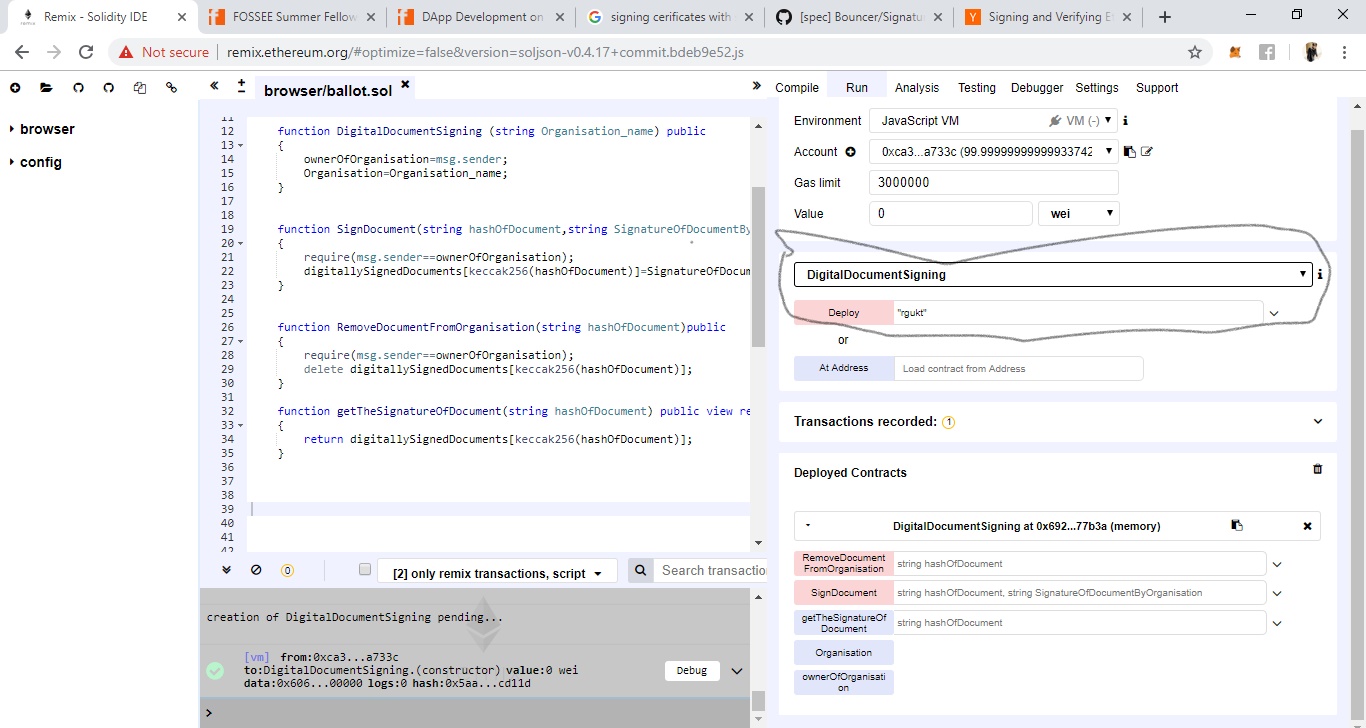 Remix - Solidity IDE
FOSSEE Summer Fellow
DApp Development on
signing cerificates with
[spec] Bouncer/Signatu
Signing and Verifying Et
Not secure
remix.ethereum.org/#optimize=false&version=soljson-v0.4.17+commit.bdeb9e52.js
browser
config
browser/ballot.sol
11
12 function DigitalDocumentSigning (string Organisation_name) public
13 {
14 ownerOfOrganisation=msg.sender;
15 Organisation=Organisation_name;
16 }
17
18
19 function SignDocument(string hashOfDocument,string SignatureOfDocumentBy
20 {
21 require(msg.sender==ownerOfOrganisation);
22 digitallySignedDocuments[keccak256(hashOfDocument)]=SignatureOfDocum
23 }
24
25
26 function RemoveDocumentFromOrganisation(string hashOfDocument)public
27 {
28 require(msg.sender==ownerOfOrganisation);
29 delete digitallySignedDocuments[keccak256(hashOfDocument)];
30 }
31
32 function getTheSignatureOfDocument(string hashOfDocument) public view re
33 {
34 return digitallySignedDocuments[keccak256(hashOfDocument)];
35 }
36
37
38
39
40
41
42
0
[2] only remix transactions, script
Search transactio
creation of DigitalDocumentSigning pending...
[vm] from:0xca3...a733c
to:DigitalDocumentSigning.(constructor) value:0 wei
data:0x606...00000 logs:0 hash:0x5aa...cd11d
Debug
>
Compile Run Analysis Testing Debugger Settings Support
Environment JavaScript VM VM (-)
Account 0xca3...a733c (99.99999999999933742
Gas limit 3000000
Value 0 wei
DigitalDocumentSigning
Deploy "rgukt"
or
At Address Load contract from Address
Transactions recorded: 1
Deployed Contracts
DigitalDocumentSigning at 0x692...77b3a (memory)
RemoveDocument
FromOrganisation string hashOfDocument
SignDocument string hashOfDocument, string SignatureOfDocumentByOrganisation
getTheSignatureOf
Document string hashOfDocument
Organisation
ownerOfOrganisati
on